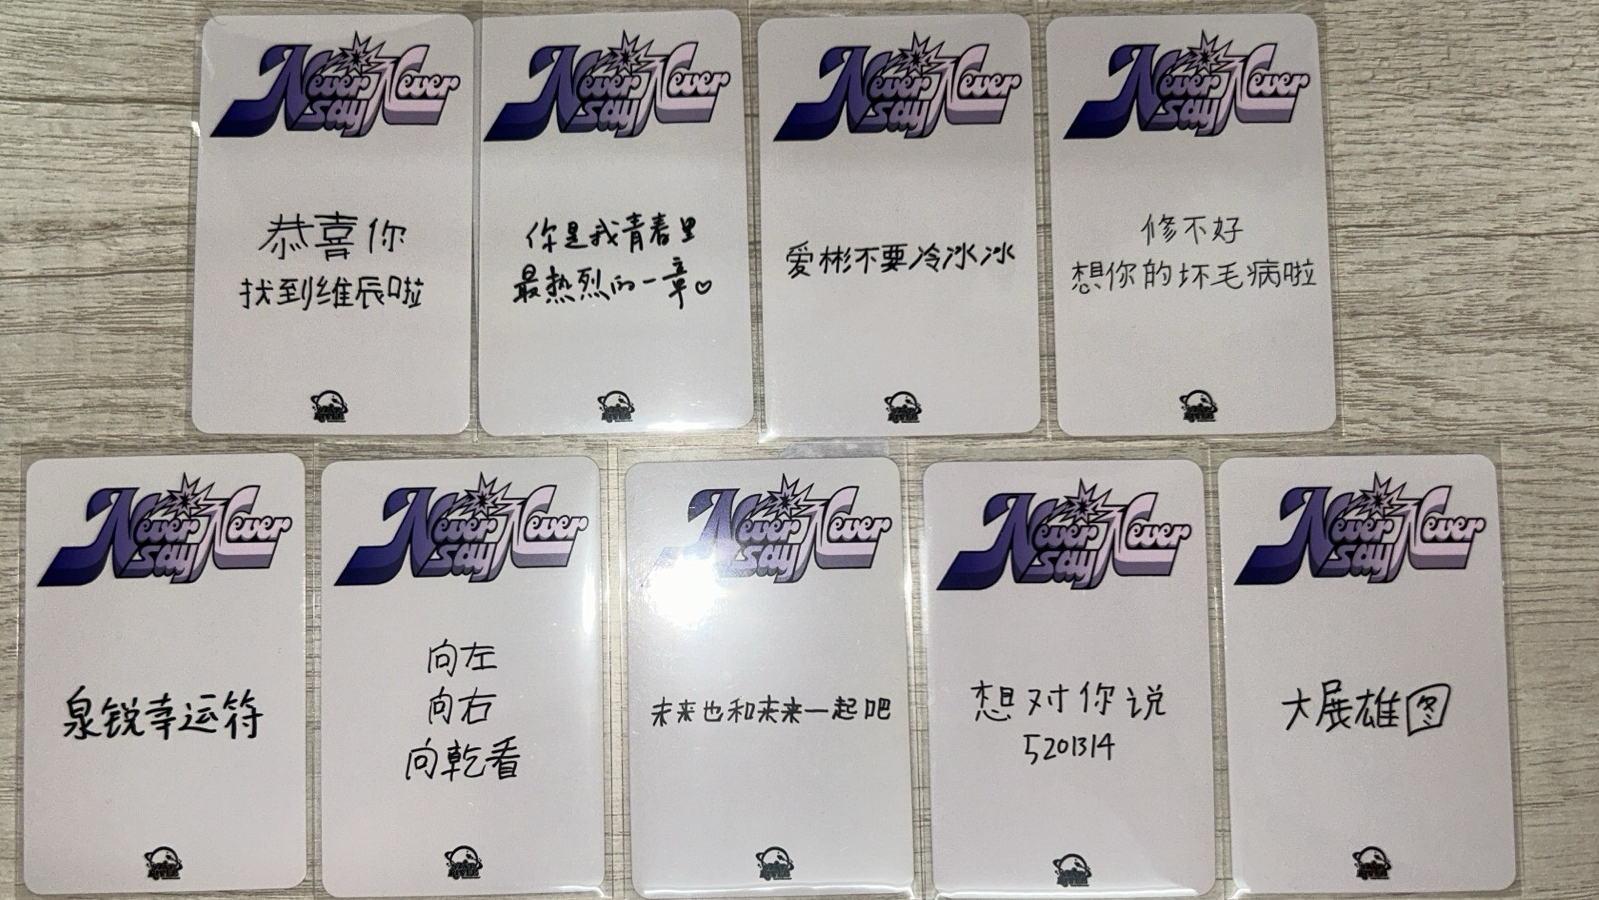 Never say Never
恭喜你
找到维辰啦
Never say Never
你是我青春里
最热烈的一章♡
Never say Never
爱彬不要冷冰冰
Never say Never
修不好
想你的坏毛病啦
Never say Never
泉锐幸运符
Never say Never
向左
向右
向乾看
Never say Never
未来也和未来一起吧
Never say Never
想对你说
5201314
Never say Never
大展雄图